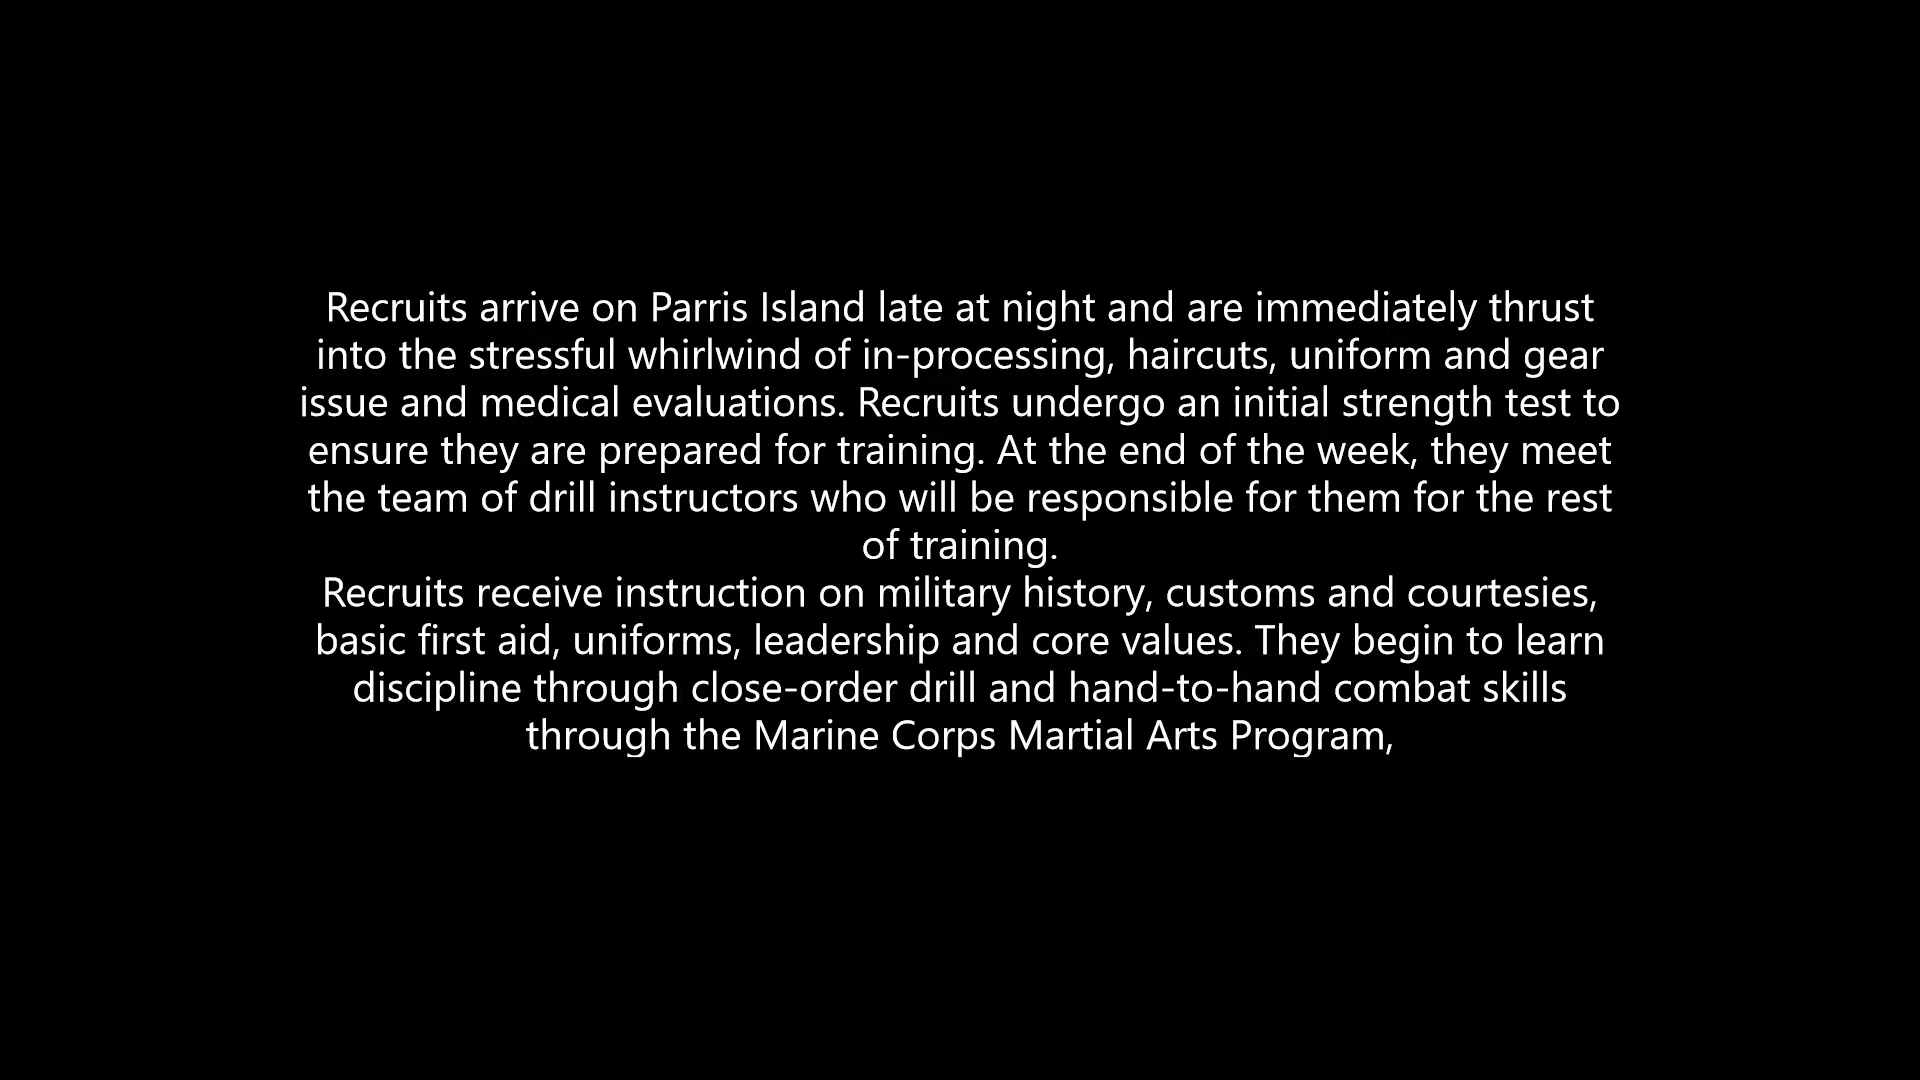 Recruits arrive on Parris Island late at night and are immediately thrust
into the stressful whirlwind of in-processing, haircuts, uniform and gear
issue and medical evaluations. Recruits undergo an initial strength test to
ensure they are prepared for training. At the end of the week, they meet
the team of drill instructors who will be responsible for them for the rest
of training.
Recruits receive instruction on military history, customs and courtesies,
basic first aid, uniforms, leadership and core values. They begin to learn
discipline through close-order drill and hand-to-hand combat skills
through the Marine Corps Martial Arts Program,